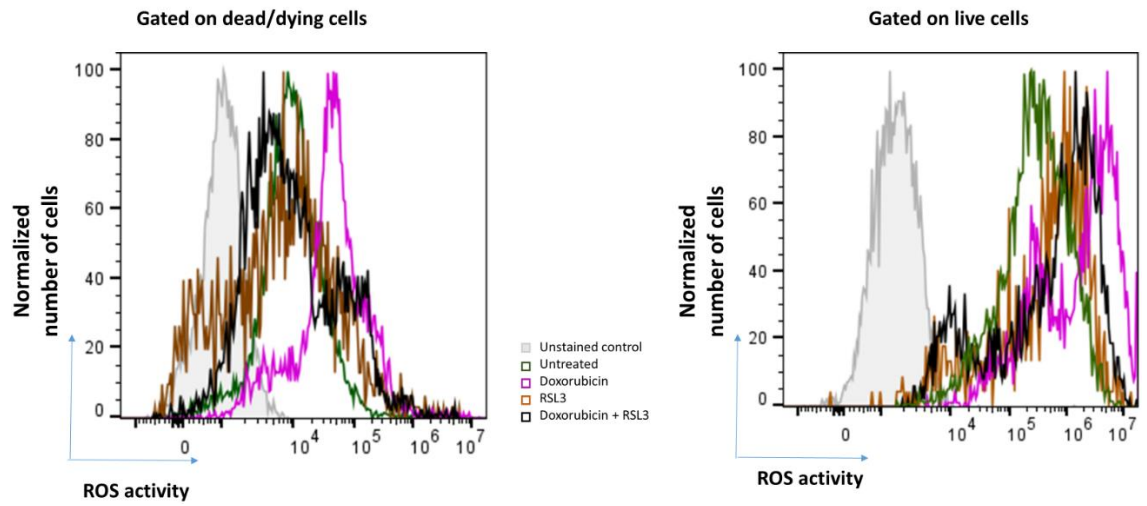 Gated on dead/dying cells
Gated on live cells
Normalized
number of cells
100
80
60
40
20
0
0
10^4
10^5
10^6
10^7
ROS activity
Unstained control
Untreated
Doxorubicin
RSL3
Doxorubicin + RSL3
Normalized
number of cells
100
80
60
40
20
0
0
10^4
10^5
10^6
10^7
ROS activity